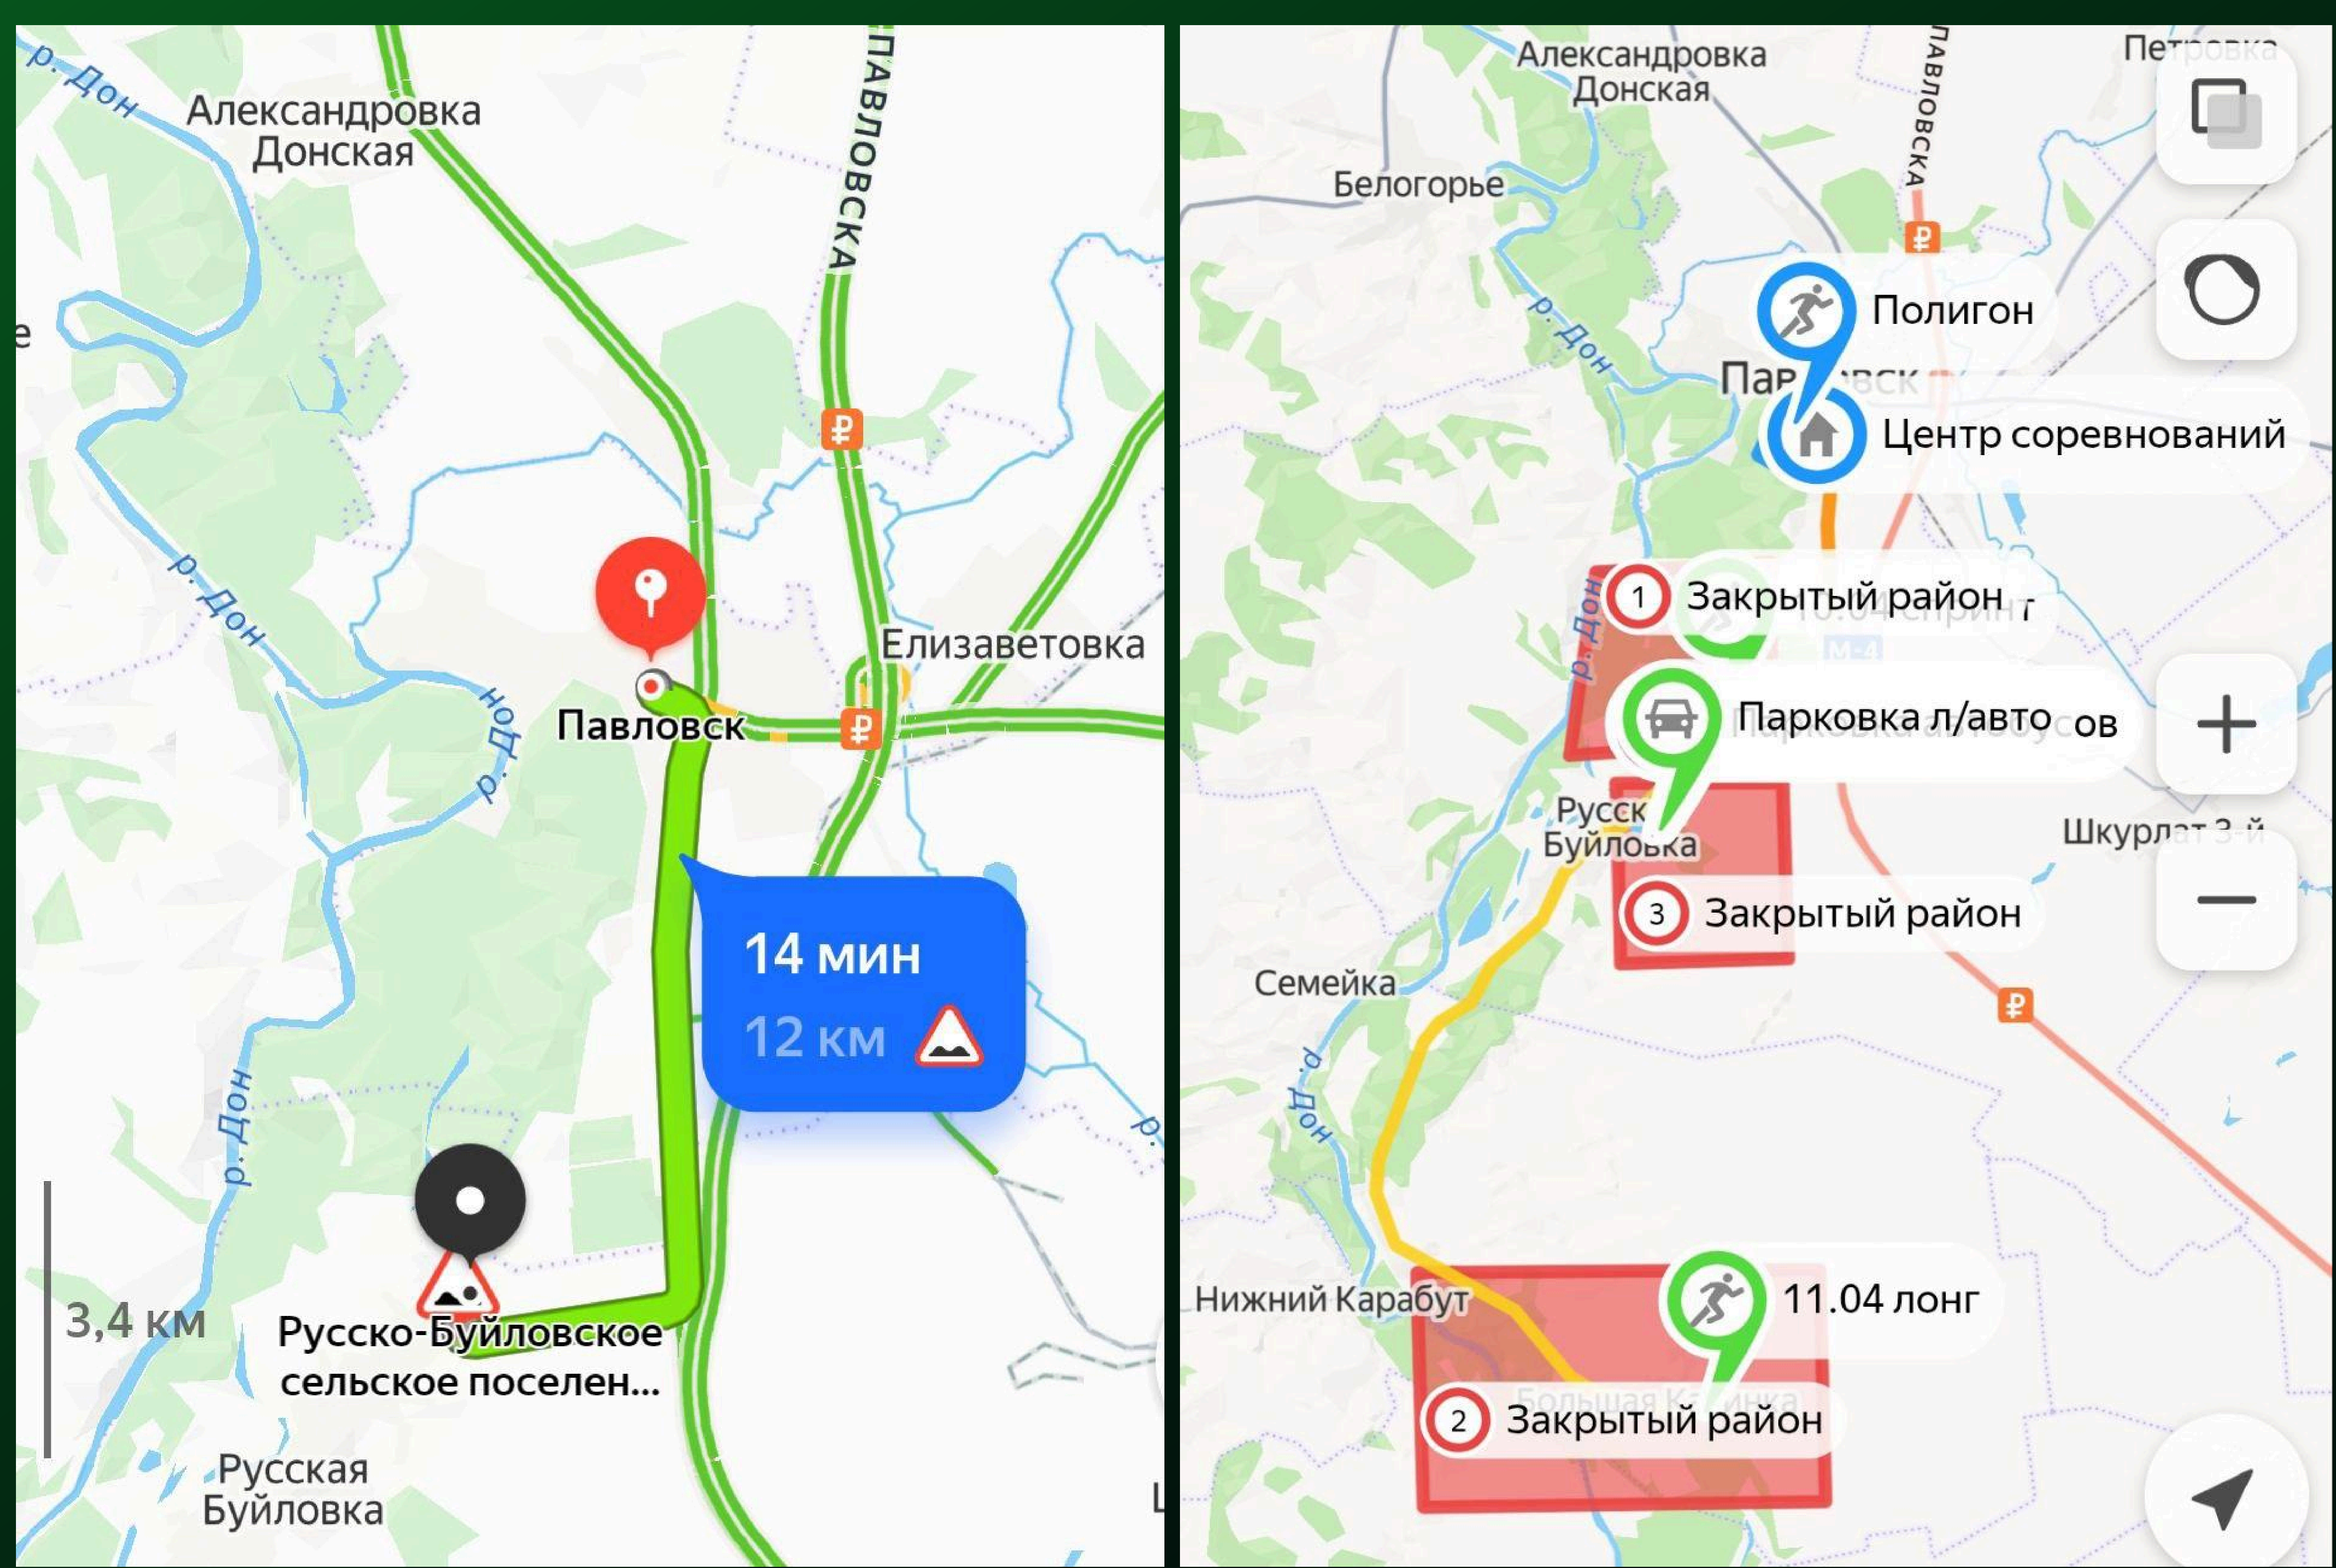 р. Дон
Александровка
Донская
ПАВЛОВСКА
е
₽
р. Дон
Елизаветовка
р. Дон
Павловск
₽
14 мин
12 км
р. Дон
р.
3,4 км
Русско-Буйловское
сельское поселен...
Русская
Буйловка
Александровка
Донская
ПАВЛОВСКА
Петровка
Белогорье
₽
Полигон
р. Дон
Центр соревнований
1 Закрытый район
р. Дон
М-4
Парковка л/авто
Буйловка
Шкурлат 3-й
3 Закрытый район
Семейка
₽
р. Дон
Нижний Карабут
11.04 лонг
2 Закрытый район